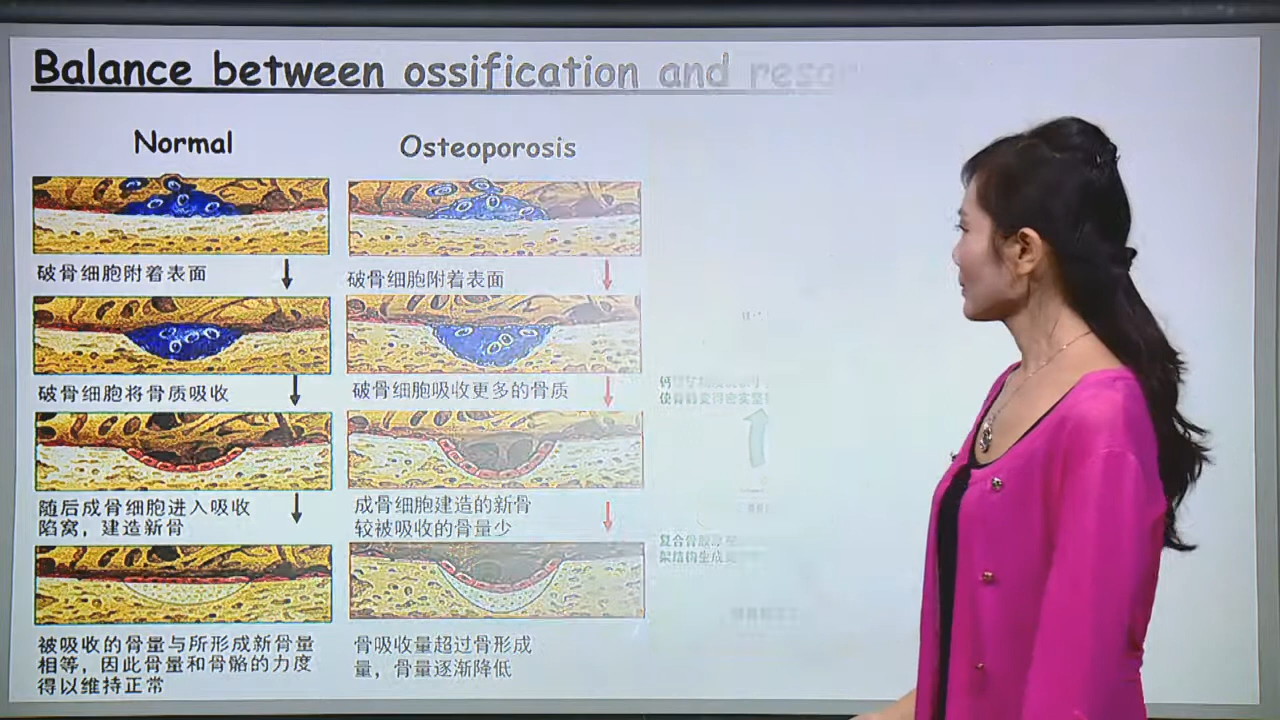 Balance between ossification and
Normal
Osteoporosis
破骨细胞附着表面
破骨细胞附着表面
破骨细胞将骨质吸收
破骨细胞吸收更多的骨质
随后成骨细胞进入吸收
陷窝，建造新骨
成骨细胞建造的新骨
较被吸收的骨量少
被吸收的骨量与所形成新骨量
相等，因此骨量和骨骼的力度
得以维持正常
骨吸收量超过骨形成
量，骨量逐渐降低